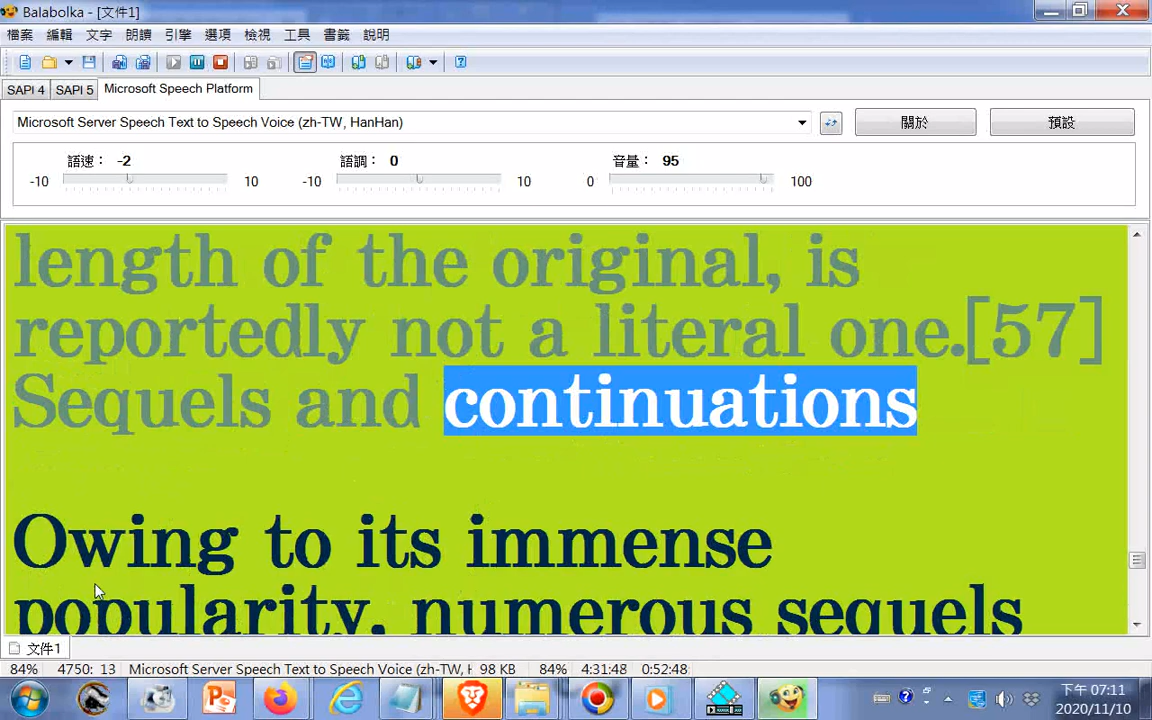 Balabolka - [文件1]
檔案 編輯 文字 朗讀 引擎 選項 檢視 工具 書籤 說明
SAPI 4 SAPI 5 Microsoft Speech Platform
Microsoft Server Speech Text to Speech Voice (zh-TW, HanHan) 關於 預設
語速： -2 語調： 0 音量： 95
-10 10 -10 10 0 100
length of the original, is
reportedly not a literal one.[57]
Sequels and continuations
Owing to its immense
popularity, numerous sequels
文件1
84% 4750: 13 Microsoft Server Speech Text to Speech Voice (zh-TW, H 98 KB 84% 4:31:48 0:52:48
下午 07:11
2020/11/10